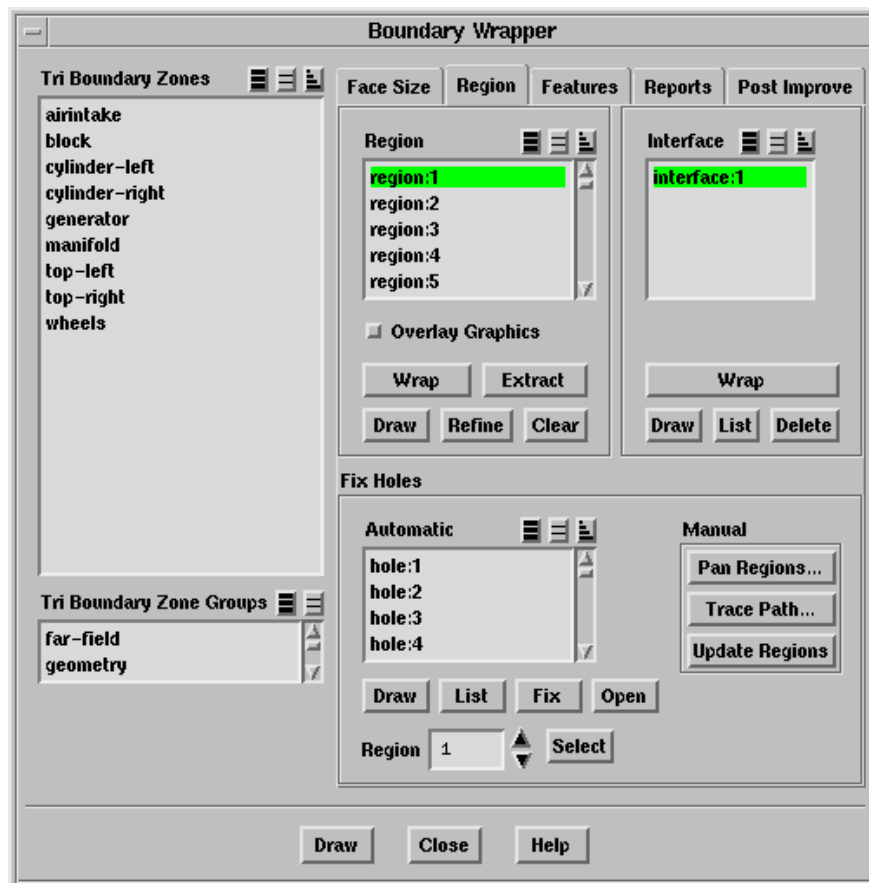 Boundary Wrapper
Tri Boundary Zones
airintake
block
cylinder-left
cylinder-right
generator
manifold
top-left
top-right
wheels
Tri Boundary Zone Groups
far-field
geometry
Face Size Region Features Reports Post Improve
Region
region:1
region:2
region:3
region:4
region:5
Overlay Graphics
Wrap Extract
Draw Refine Clear
Interface
interface:1
Wrap
Draw List Delete
Fix Holes
Automatic
hole:1
hole:2
hole:3
hole:4
Draw List Fix Open
Region 1 Select
Manual
Pan Regions...
Trace Path...
Update Regions
Draw Close Help